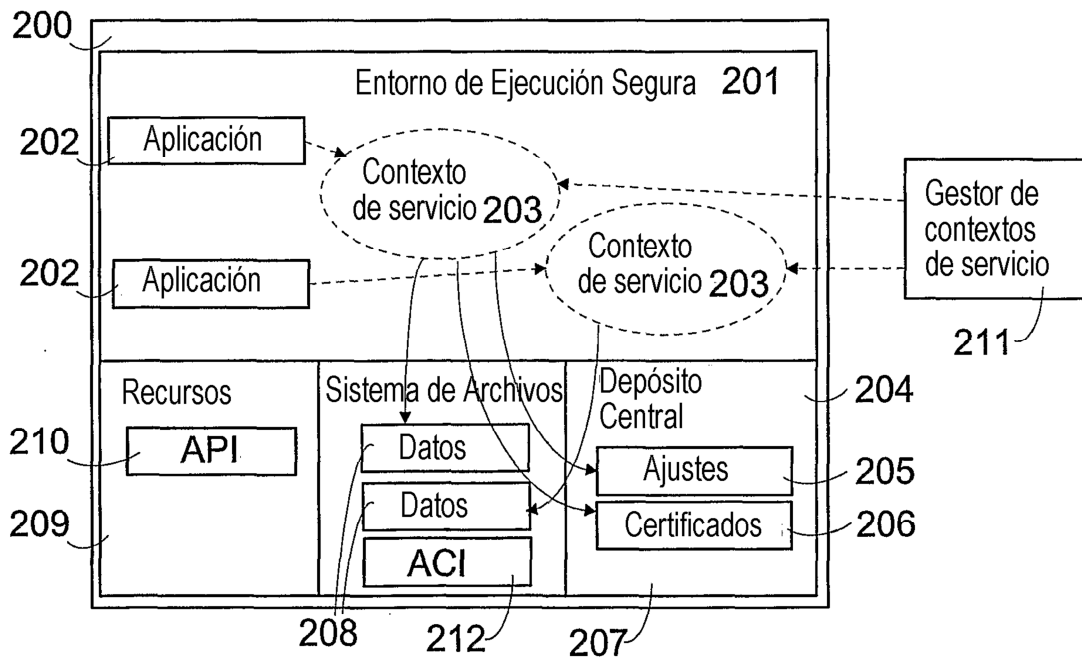 200
Entorno de Ejecución Segura 201
202
Aplicación
Contexto
de servicio 203
Gestor de
contextos
de servicio
211
202
Aplicación
Contexto
de servicio 203
Recursos
Sistema de Archivos
Depósito
Central
204
210
API
Datos
Ajustes
205
209
Datos
Certificados
206
ACI
208
212
207